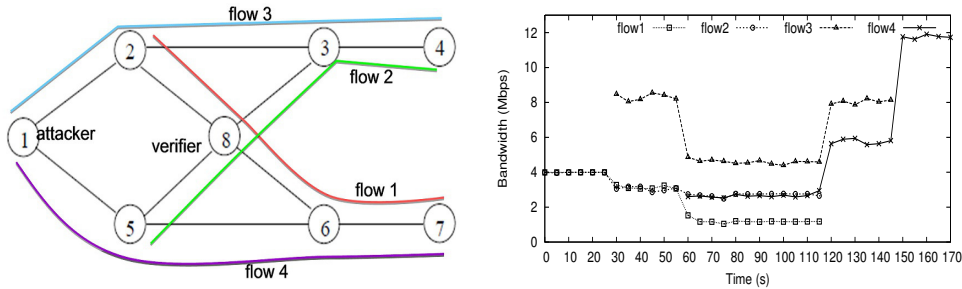 flow 3
2
3
4
flow 2
1
attacker
verifier
8
flow 1
5
6
7
flow 4
flow1
flow2
flow3
flow4
Bandwidth (Mbps)
12
10
8
6
4
2
0
0 10 20 30 40 50 60 70 80 90 100 110 120 130 140 150 160 170
Time (s)